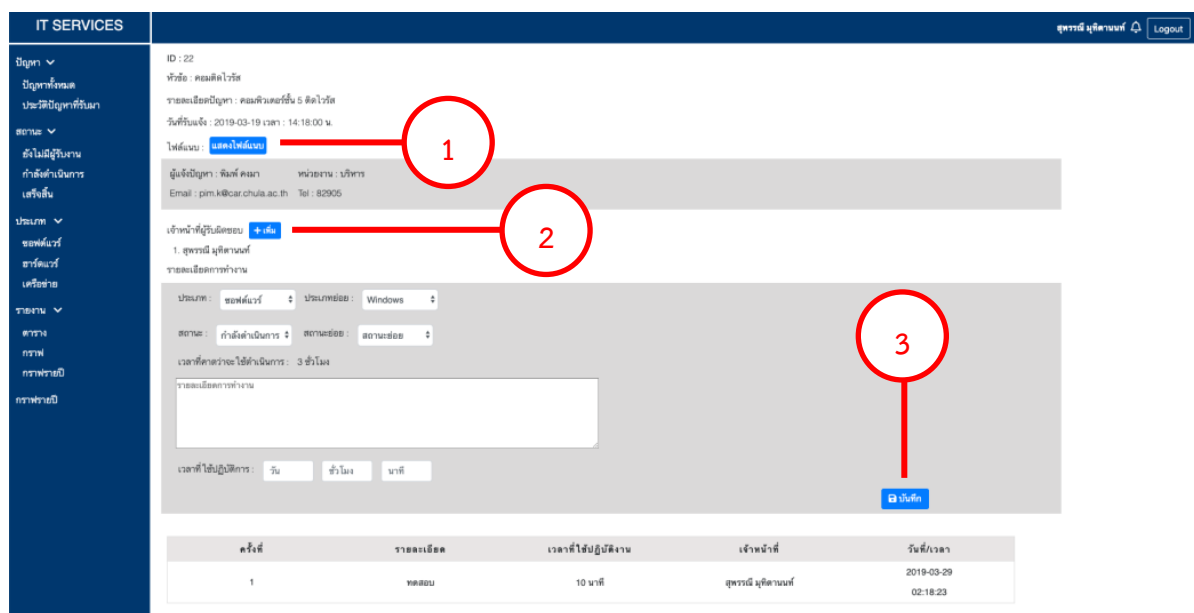 IT SERVICES
สุพรรณี มุทิตานนท์ Logout
ปัญหา
ปัญหาทั้งหมด
ประวัติปัญหาที่รับมา
สถานะ
ยังไม่มีผู้รับงาน
กำลังดำเนินการ
เสร็จสิ้น
ประเภท
ซอฟต์แวร์
ฮาร์ดแวร์
เครือข่าย
รายงาน
ตาราง
กราฟ
กราฟรายปี
กราฟรายปี
ID : 22
หัวข้อ : คอมติดไวรัส
รายละเอียดปัญหา : คอมพิวเตอร์ชั้น 5 ติดไวรัส
วันที่รับแจ้ง : 2019-03-19 เวลา : 14:18:00 น.
ไฟล์แนบ : แสดงไฟล์แนบ
1
ผู้แจ้งปัญหา : พิมพ์ คงมา หน่วยงาน : บริหาร
Email : pim.k@car.chula.ac.th Tel : 82905
เจ้าหน้าที่ผู้รับผิดชอบ + เพิ่ม
2
1. สุพรรณี มุทิตานนท์
รายละเอียดการทำงาน
ประเภท : ซอฟต์แวร์ ประเภทย่อย : Windows
สถานะ : กำลังดำเนินการ สถานะย่อย : สถานะย่อย
3
เวลาที่คาดว่าจะใช้ดำเนินการ : 3 ชั่วโมง
รายละเอียดการทำงาน
เวลาที่ใช้ปฏิบัติการ : วัน ชั่วโมง นาที
บันทึก
ครั้งที่ รายละเอียด เวลาที่ใช้ปฏิบัติงาน เจ้าหน้าที่ วันที่/เวลา
1 ทดสอบ 10 นาที สุพรรณี มุทิตานนท์ 2019-03-29
02:18:23